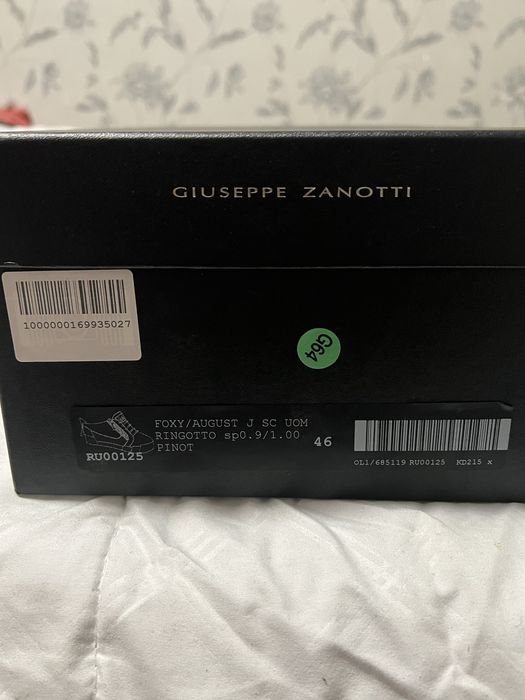 GIUSEPPE ZANOTTI
1000000169935027
G64
FOXY/AUGUST J SC UOM
RINGOTTO sp0.9/1.00
PINOT
46
RU00125
OL1/685119 RU00125 KD215 x